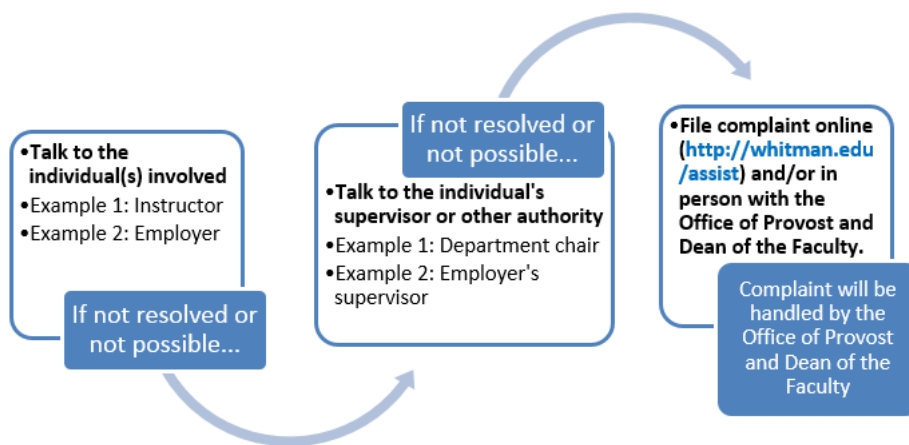 •Talk to the
individual(s) involved
•Example 1: Instructor
•Example 2: Employer
If not resolved or
not possible...
If not resolved or
not possible...
•Talk to the individual's
supervisor or other authority
•Example 1: Department chair
•Example 2: Employer's
supervisor
•File complaint online
(http://whitman.edu
/assist) and/or in
person with the
Office of Provost and
Dean of the Faculty.
Complaint will be
handled by the
Office of Provost
and Dean of the
Faculty